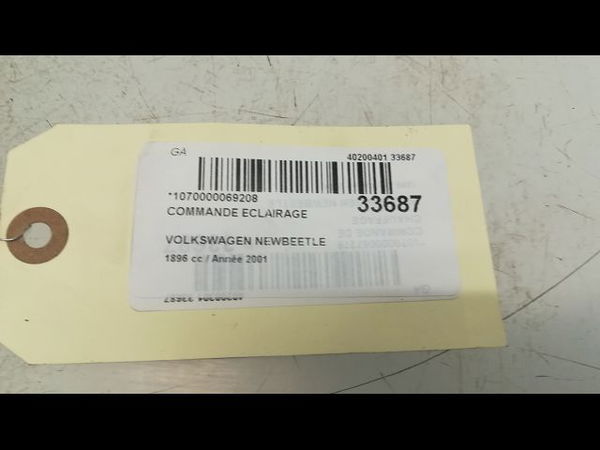 GA
40200401 33687
*1070000069208
33687
COMMANDE ECLAIRAGE
VOLKSWAGEN NEWBEETLE
1896 cc / Année 2001